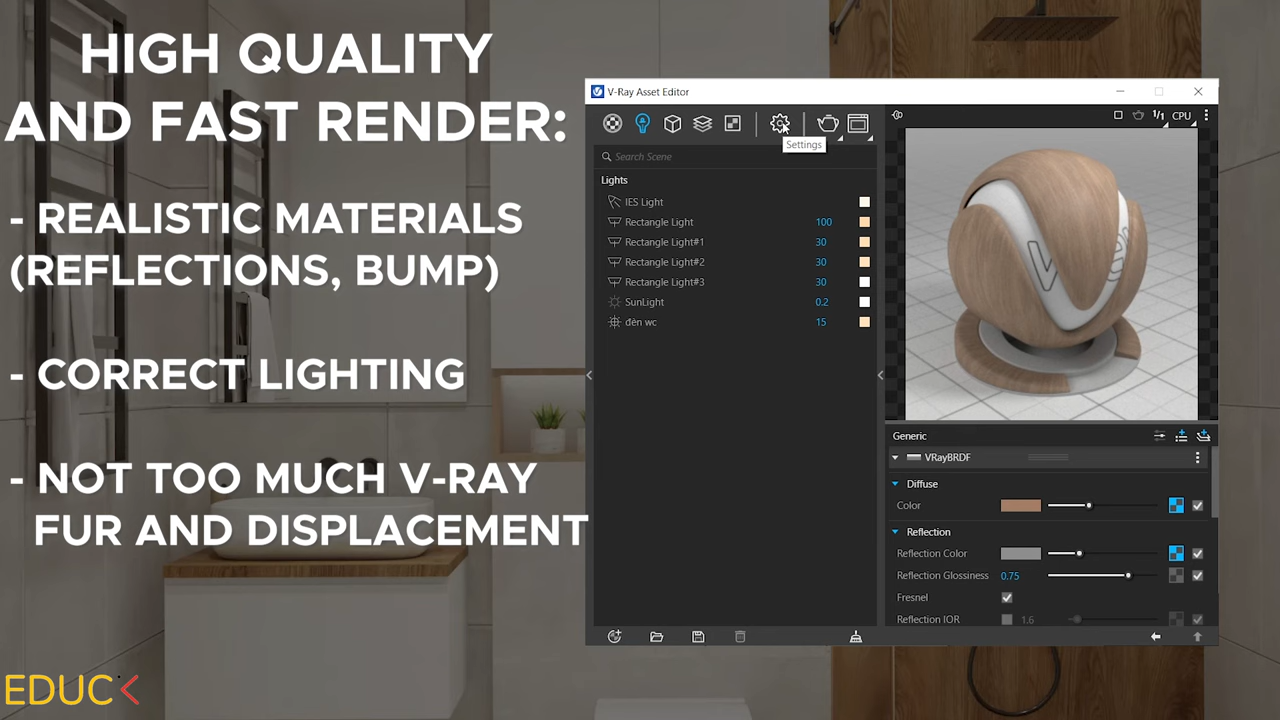 HIGH QUALITY
AND FAST RENDER:
- REALISTIC MATERIALS
(REFLECTIONS, BUMP)
- CORRECT LIGHTING
- NOT TOO MUCH V-RAY
FUR AND DISPLACEMENT
EDUC
V-Ray Asset Editor
Settings
1/1 CPU
Search Scene
Lights
IES Light
Rectangle Light 100
Rectangle Light#1 30
Rectangle Light#2 30
Rectangle Light#3 30
SunLight 0.2
đèn wc 15
Generic
VRayBRDF
Diffuse
Color
Reflection
Reflection Color
Reflection Glossiness 0.75
Fresnel
Reflection IOR 1.6